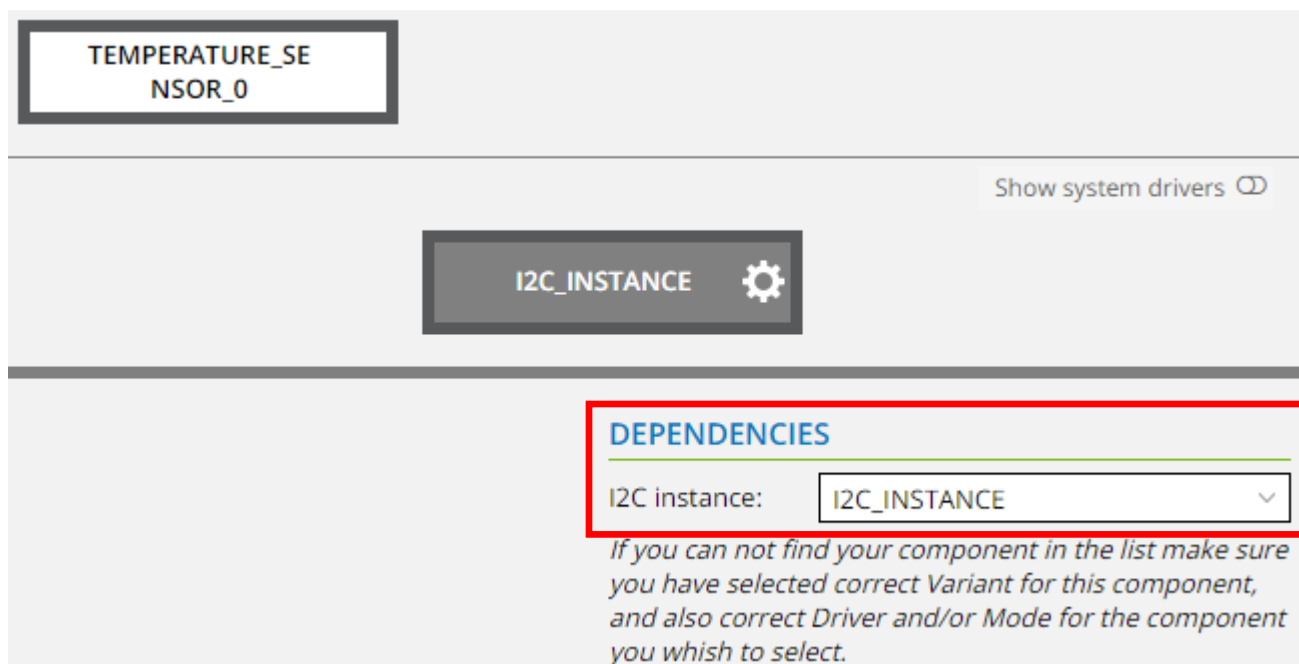 TEMPERATURE_SE
NSOR_0
Show system drivers
I2C_INSTANCE
DEPENDENCIES
I2C instance: I2C_INSTANCE
If you can not find your component in the list make sure
you have selected correct Variant for this component,
and also correct Driver and/or Mode for the component
you whish to select.